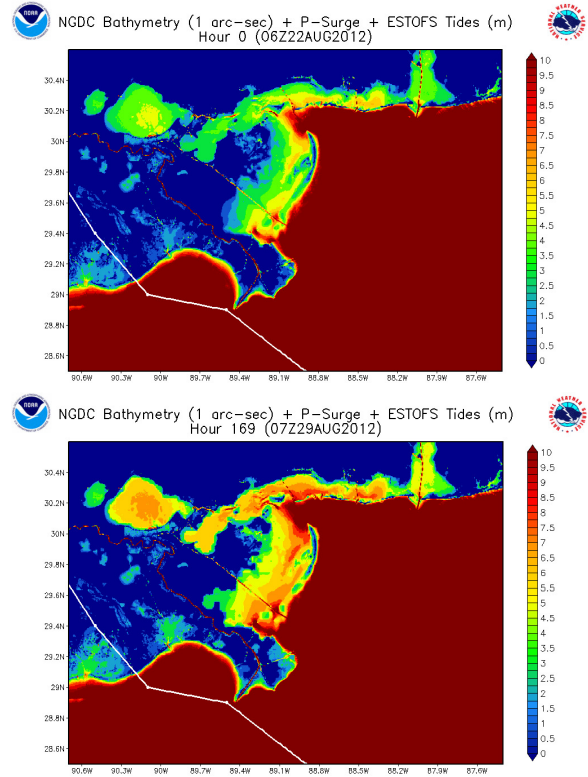 NOAA
NGDC Bathymetry (1 arc-sec) + P-Surge + ESTOFS Tides (m)
Hour 0 (06Z22AUG2012)
NATIONAL WEATHER SERVICE
30.4N
30.2N
30N
29.8N
29.6N
29.4N
29.2N
29N
28.8N
28.6N
90.6W 90.3W 90W 89.7W 89.4W 89.1W 88.8W 88.5W 88.2W 87.9W 87.6W
10
9.5
9
8.5
8
7.5
7
6.5
6
5.5
5
4.5
4
3.5
3
2.5
2
1.5
1
0.5
0
NOAA
NGDC Bathymetry (1 arc-sec) + P-Surge + ESTOFS Tides (m)
Hour 169 (07Z29AUG2012)
NATIONAL WEATHER SERVICE
30.4N
30.2N
30N
29.8N
29.6N
29.4N
29.2N
29N
28.8N
28.6N
90.6W 90.3W 90W 89.7W 89.4W 89.1W 88.8W 88.5W 88.2W 87.9W 87.6W
10
9.5
9
8.5
8
7.5
7
6.5
6
5.5
5
4.5
4
3.5
3
2.5
2
1.5
1
0.5
0